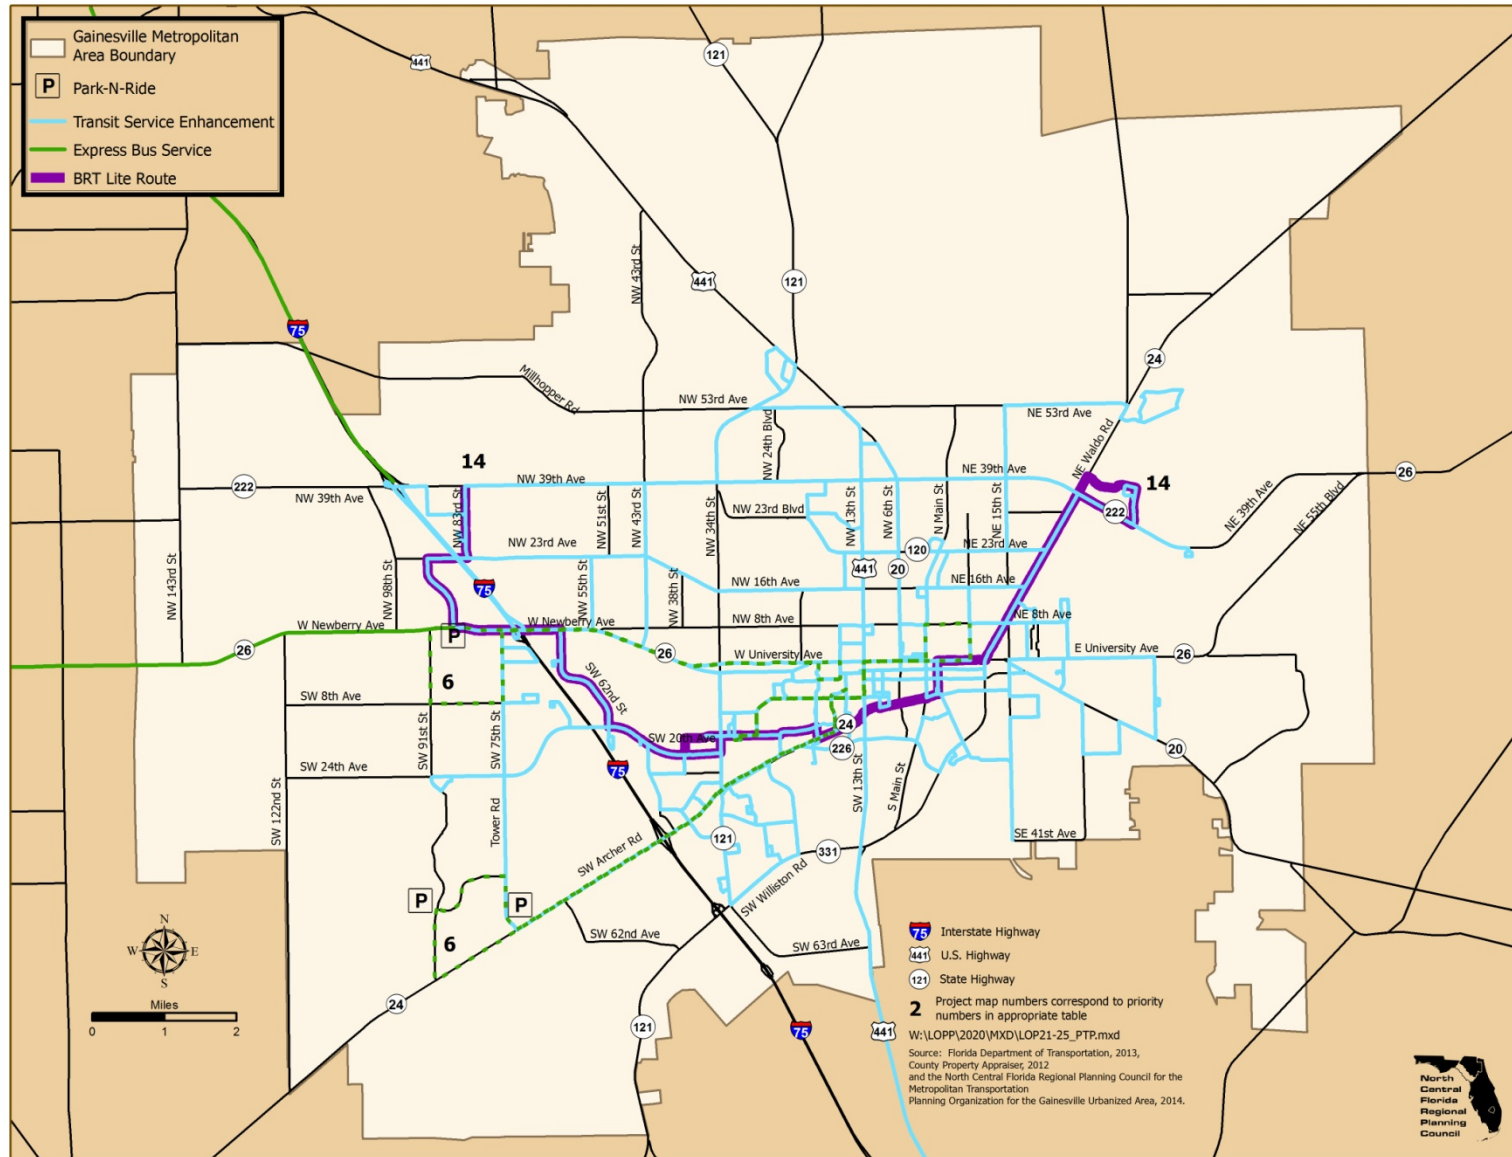 Gainesville Metropolitan
Area Boundary
P
Park-N-Ride
Transit Service Enhancement
Express Bus Service
BRT Lite Route
441
121
441
121
75
24
NW 43rd St
Millhopper Rd
NW 53rd Ave
NE 53rd Ave
NW 24th Blvd
NE Waldo Rd
14
NW 39th Ave
NE 39th Ave
26
222
NW 39th Ave
NW 83rd St
NW 51st St
NW 43rd St
NW 34th St
NW 23rd Blvd
NW 13th St
NW 6th St
N Main St
NE 15th St
14
222
NE 39th Ave
NE 55th Blvd
NW 23rd Ave
120
NE 23rd Ave
441
20
NW 143rd St
NW 98th St
75
NW 55th St
NW 38th St
NW 16th Ave
NE 16th Ave
W Newberry Ave
P
W Newberry Ave
NW 8th Ave
NE 8th Ave
26
26
W University Ave
E University Ave
26
6
SW 62nd St
SW 8th Ave
SW 91st St
SW 75th St
SW 20th Ave
24
226
20
SW 24th Ave
75
SW 122nd St
Tower Rd
SW 13th St
S Main St
SW Archer Rd
121
331
SE 41st Ave
SW Williston Rd
P
P
6
SW 62nd Ave
SW 63rd Ave
24
121
75
441
N
W E
S
Miles
0 1 2
75 Interstate Highway
441 U.S. Highway
121 State Highway
2 Project map numbers correspond to priority
numbers in appropriate table
W:\LOPP\2020\MXD\LOP21-25_PTP.mxd
Source: Florida Department of Transportation, 2013,
County Property Appraiser, 2012
and the North Central Florida Regional Planning Council for the
Metropolitan Transportation
Planning Organization for the Gainesville Urbanized Area, 2014.
North
Central
Florida
Regional
Planning
Council